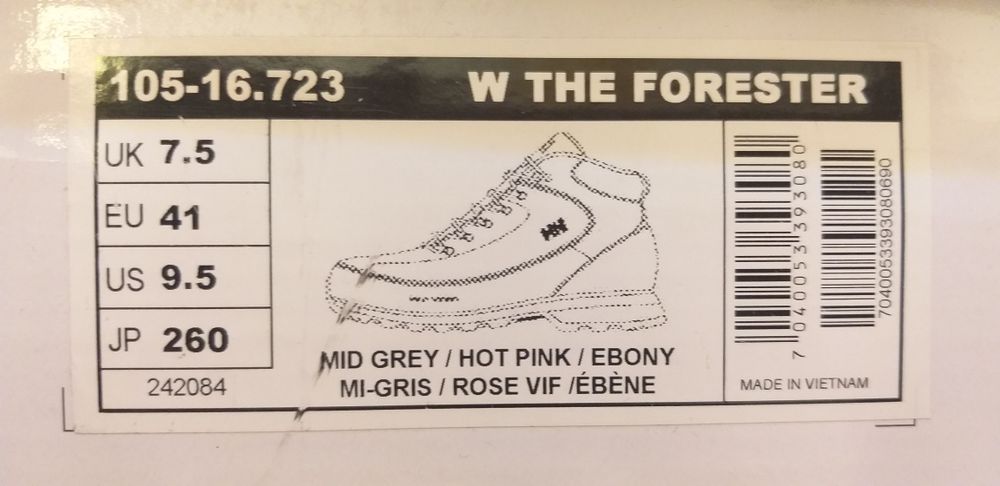 105-16.723 W THE FORESTER
UK 7.5
EU 41
US 9.5
JP 260
242084
HH
MID GREY / HOT PINK / EBONY
MI-GRIS / ROSE VIF /ÉBÈNE
7 040053 393080
7040053393080690
MADE IN VIETNAM